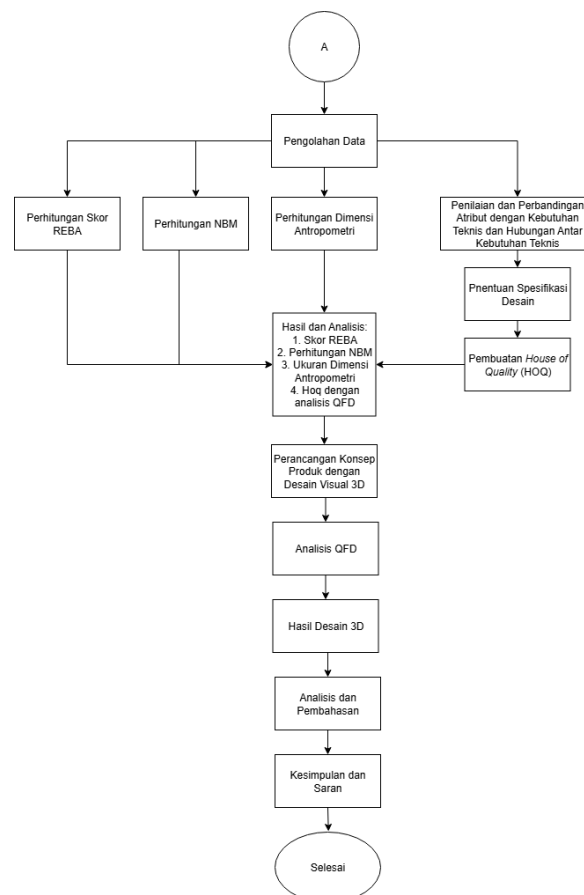 A
Pengolahan Data
Perhitungan Skor
REBA
Perhitungan NBM
Perhitungan Dimensi
Antropometri
Penilaian dan Perbandingan
Atribut dengan Kebutuhan
Teknis dan Hubungan Antar
Kebutuhan Teknis
Pnentuan Spesifikasi
Desain
Pembuatan House of
Quality (HOQ)
Hasil dan Analisis:
1. Skor REBA
2. Perhitungan NBM
3. Ukuran Dimensi
Antropometri
4. Hoq dengan
analisis QFD
Perancangan Konsep
Produk dengan
Desain Visual 3D
Analisis QFD
Hasil Desain 3D
Analisis dan
Pembahasan
Kesimpulan dan
Saran
Selesai